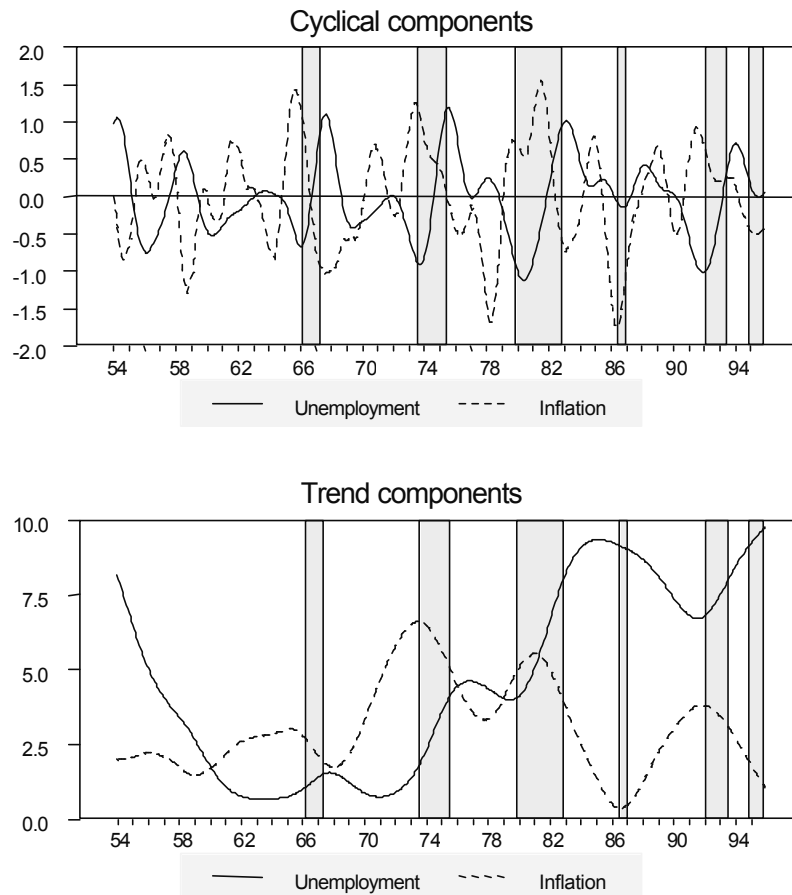 Cyclical components
2.0
1.5
1.0
0.5
0.0
-0.5
-1.0
-1.5
-2.0
54 58 62 66 70 74 78 82 86 90 94
Unemployment Inflation
Trend components
10.0
7.5
5.0
2.5
0.0
54 58 62 66 70 74 78 82 86 90 94
Unemployment Inflation